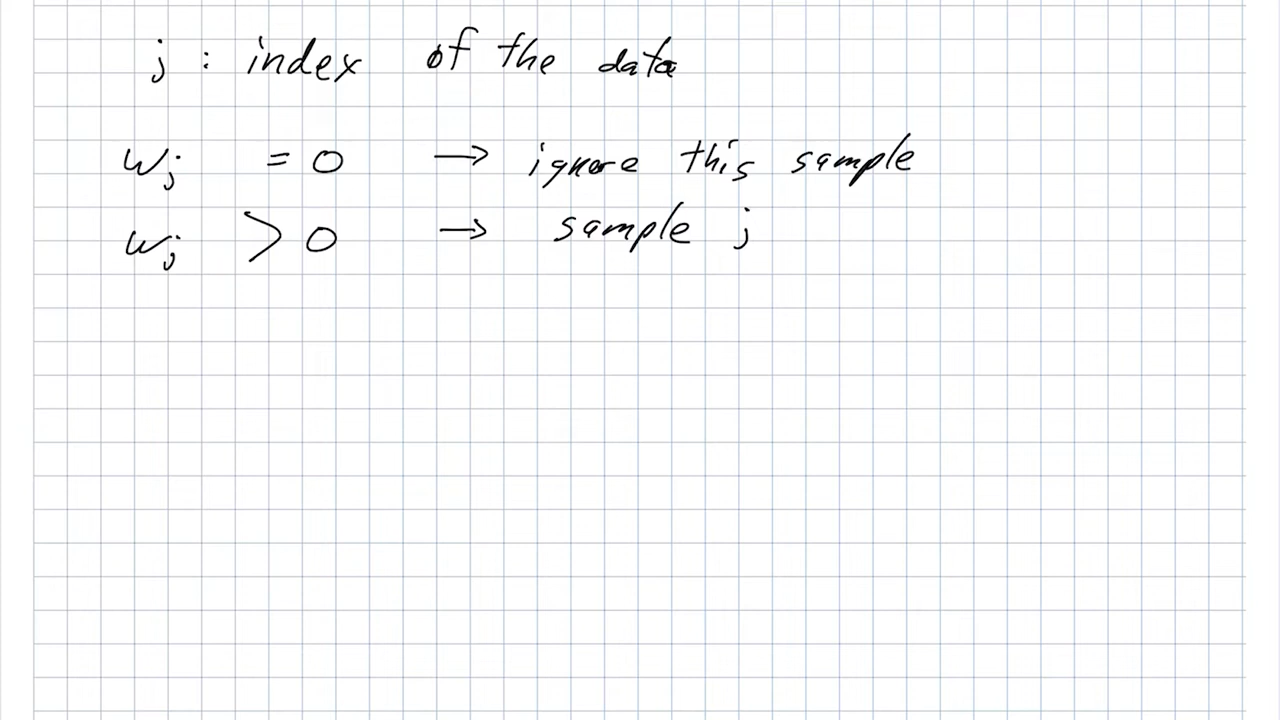 j : index of the data
wj = 0 → ignore this sample
wj > 0 → sample j